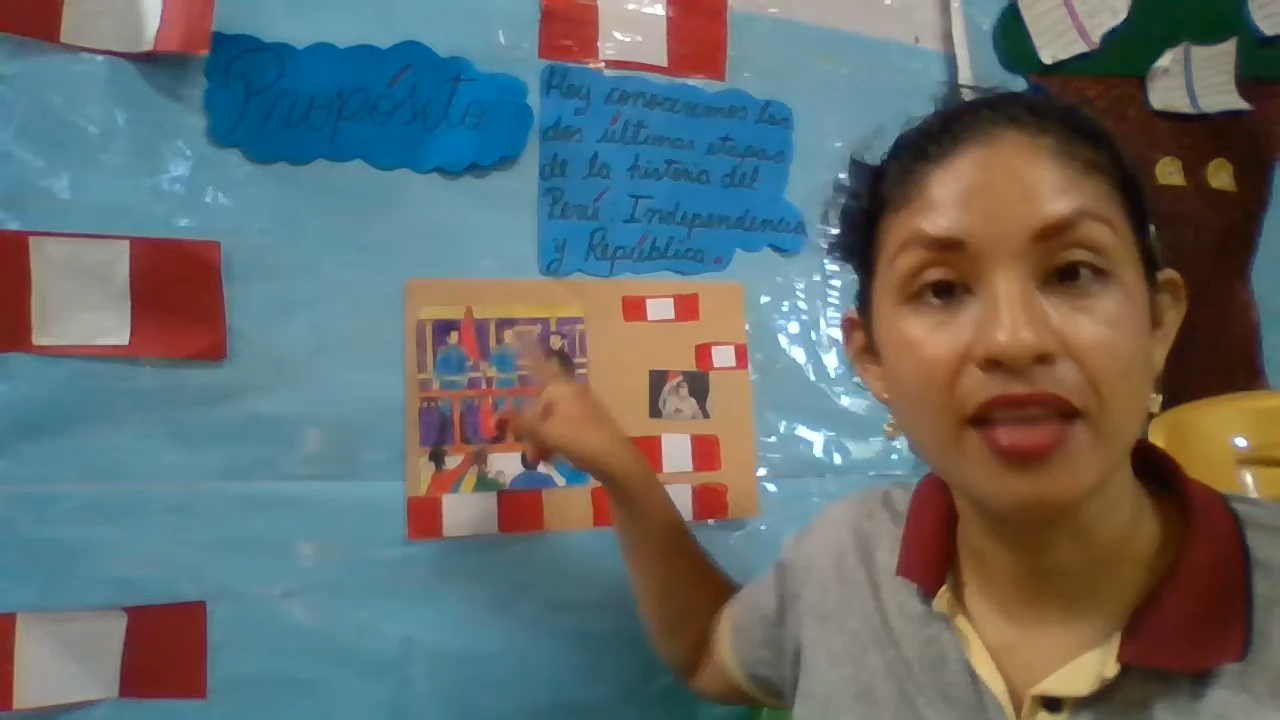 Propósito
Hoy conoceremos las
dos últimas etapas
de la historia del
Perú. Independencia
y República.